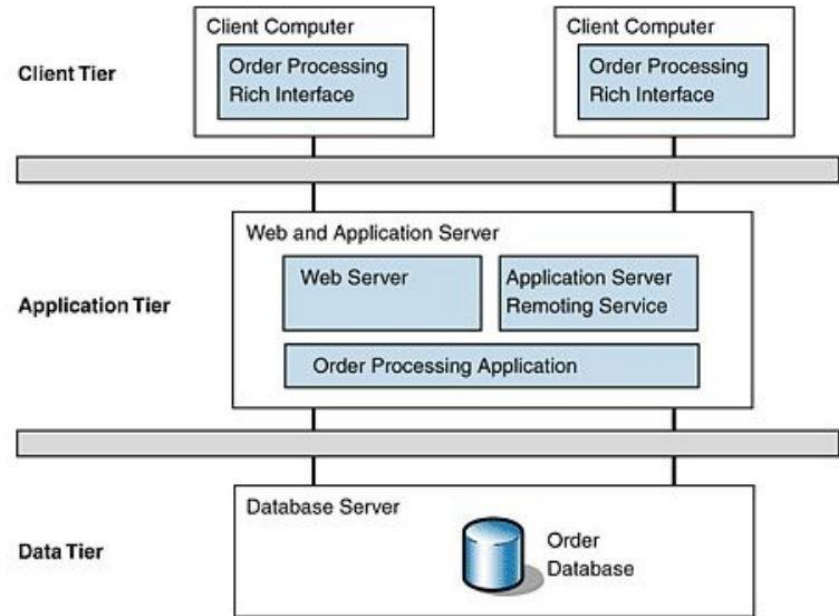 Client Computer
Client Computer
Client Tier
Order Processing
Rich Interface
Order Processing
Rich Interface
Web and Application Server
Web Server
Application Server
Remoting Service
Application Tier
Order Processing Application
Database Server
Data Tier
Order
Database